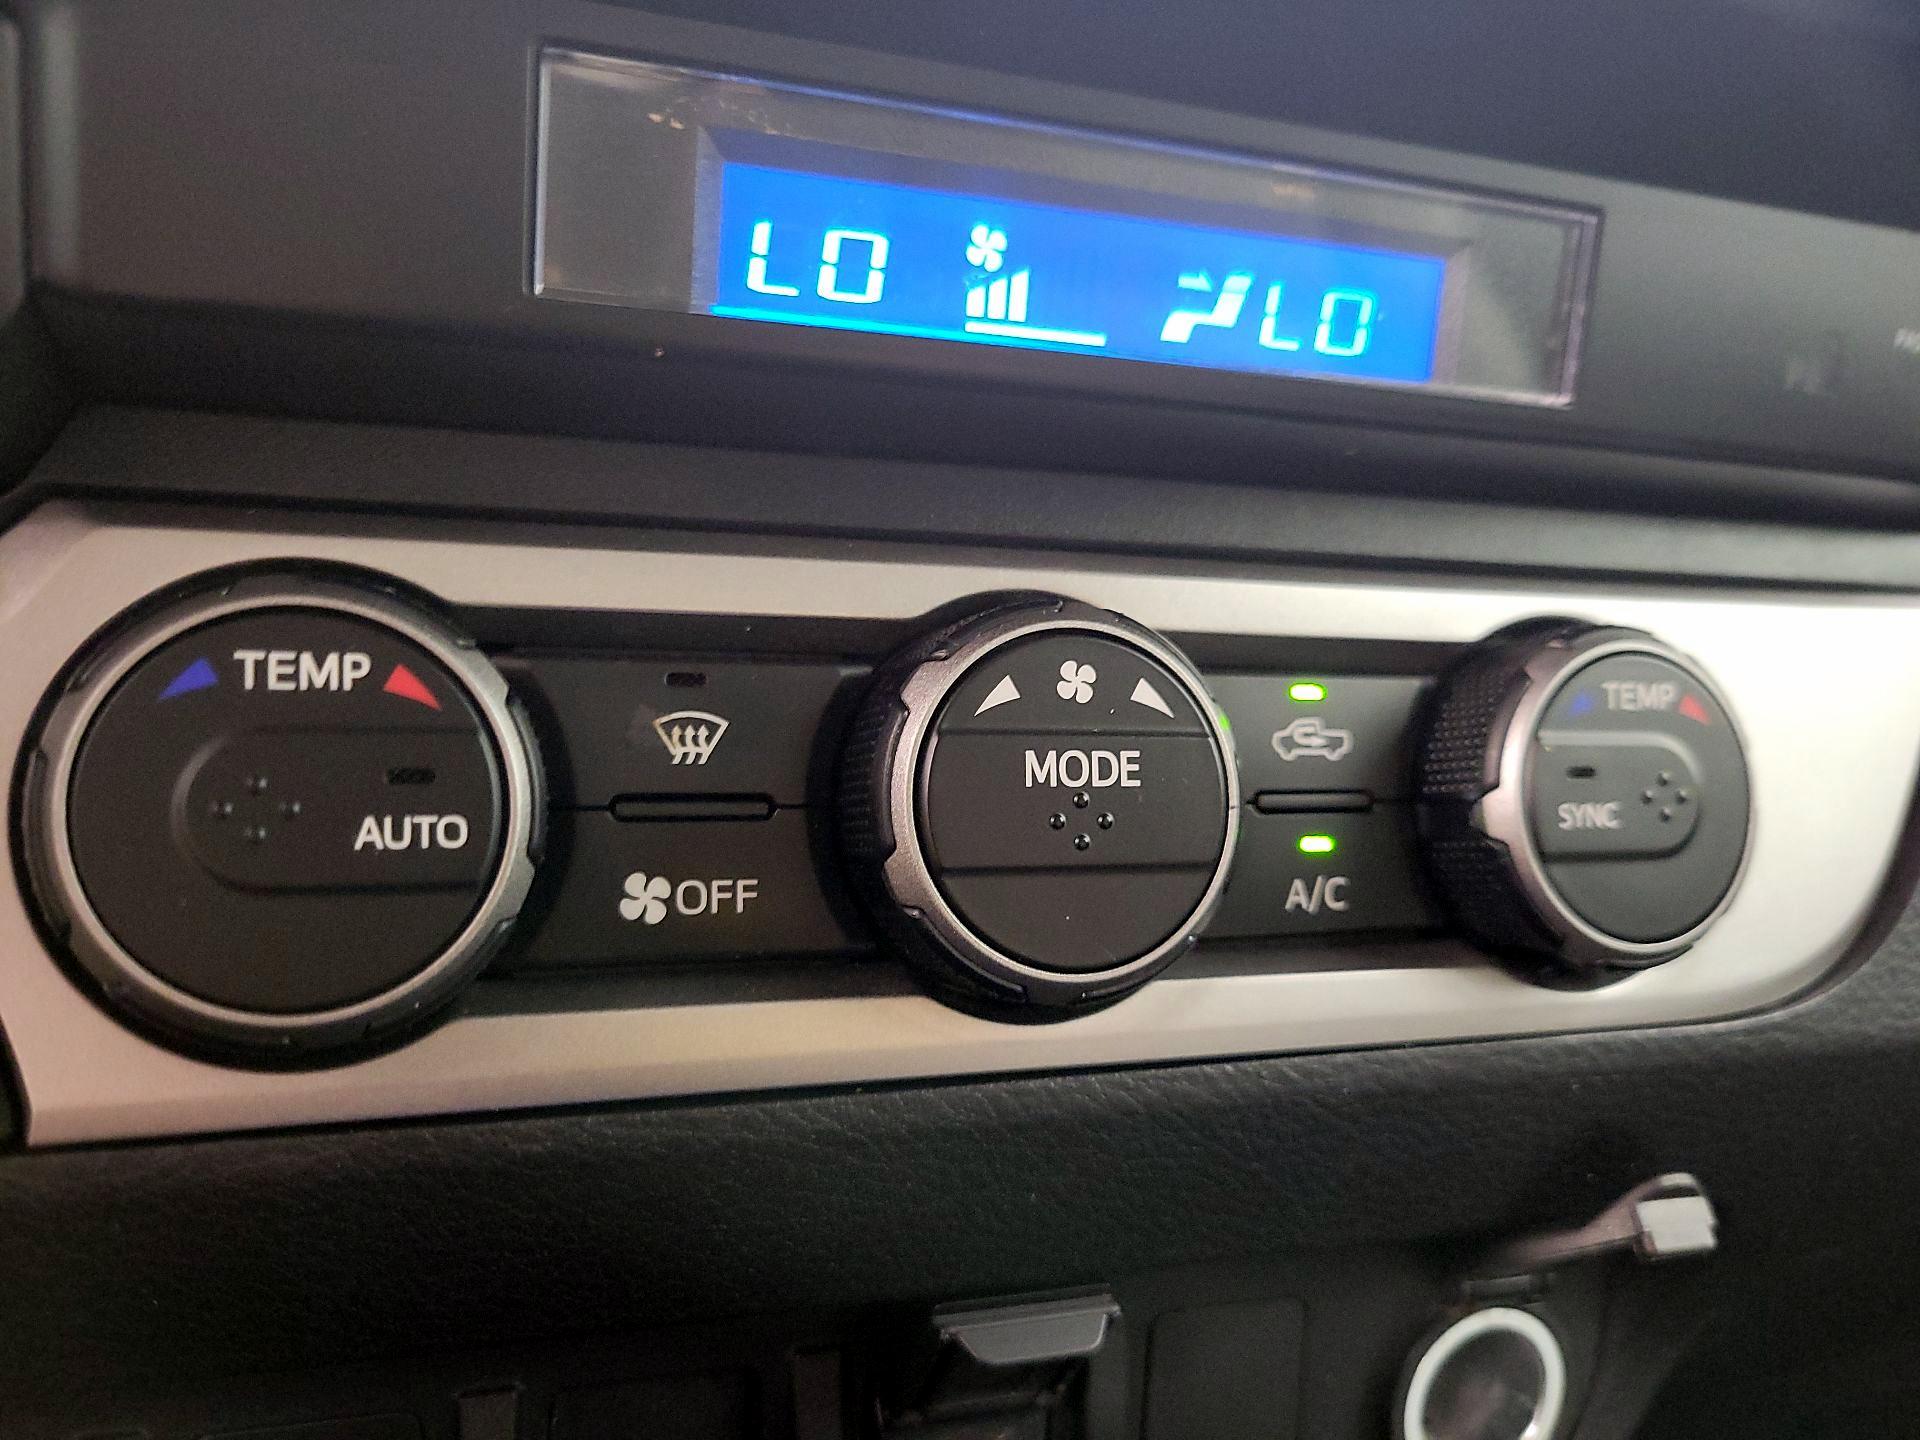 LO LO
TEMP
AUTO
OFF
MODE
A/C
TEMP
SYNC